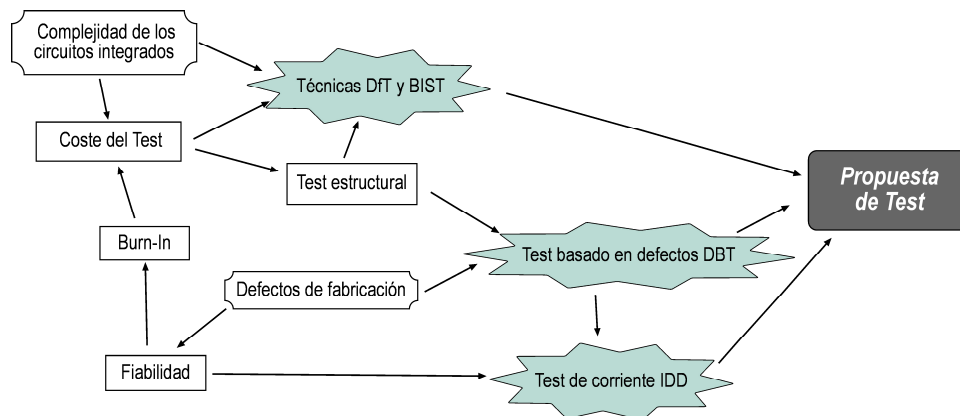 Complejidad de los
circuitos integrados
Técnicas DfT y BIST
Coste del Test
Test estructural
Propuesta
de Test
Burn-In
Test basado en defectos DBT
Defectos de fabricación
Fiabilidad
Test de corriente IDD